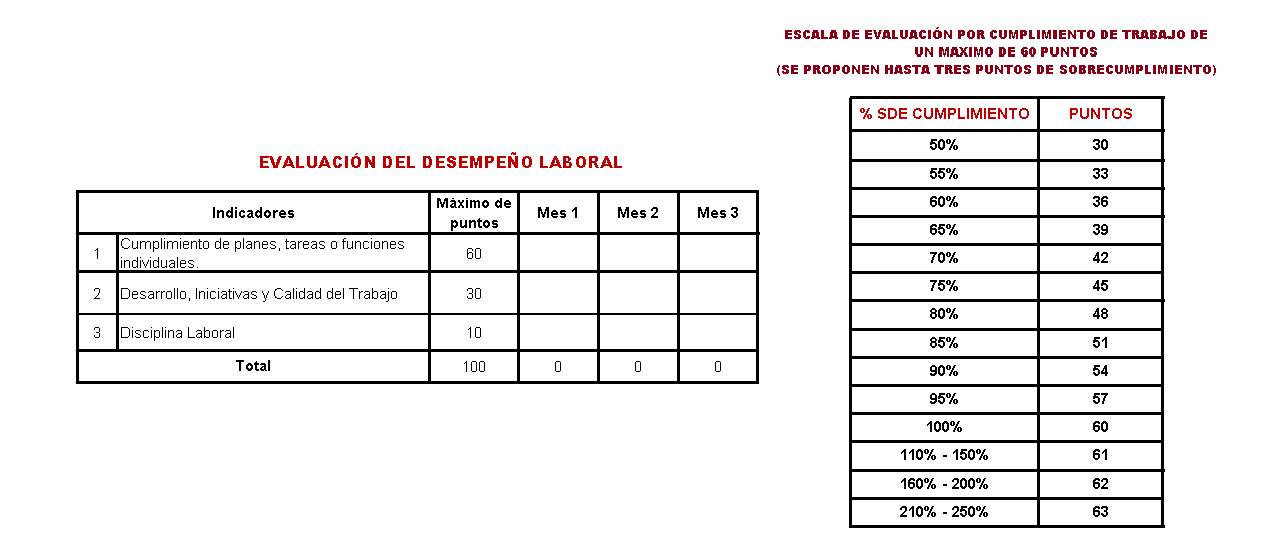 EVALUACIÓN DEL DESEMPEÑO LABORAL
Indicadores Máximo de puntos Mes 1 Mes 2 Mes 3
1 Cumplimiento de planes, tareas o funciones individuales. 60
2 Desarrollo, Iniciativas y Calidad del Trabajo 30
3 Disciplina Laboral 10
Total 100 0 0 0
ESCALA DE EVALUACIÓN POR CUMPLIMIENTO DE TRABAJO DE
UN MAXIMO DE 60 PUNTOS
(SE PROPONEN HASTA TRES PUNTOS DE SOBRECUMPLIMIENTO)
% SDE CUMPLIMIENTO PUNTOS
50% 30
55% 33
60% 36
65% 39
70% 42
75% 45
80% 48
85% 51
90% 54
95% 57
100% 60
110% - 150% 61
160% - 200% 62
210% - 250% 63